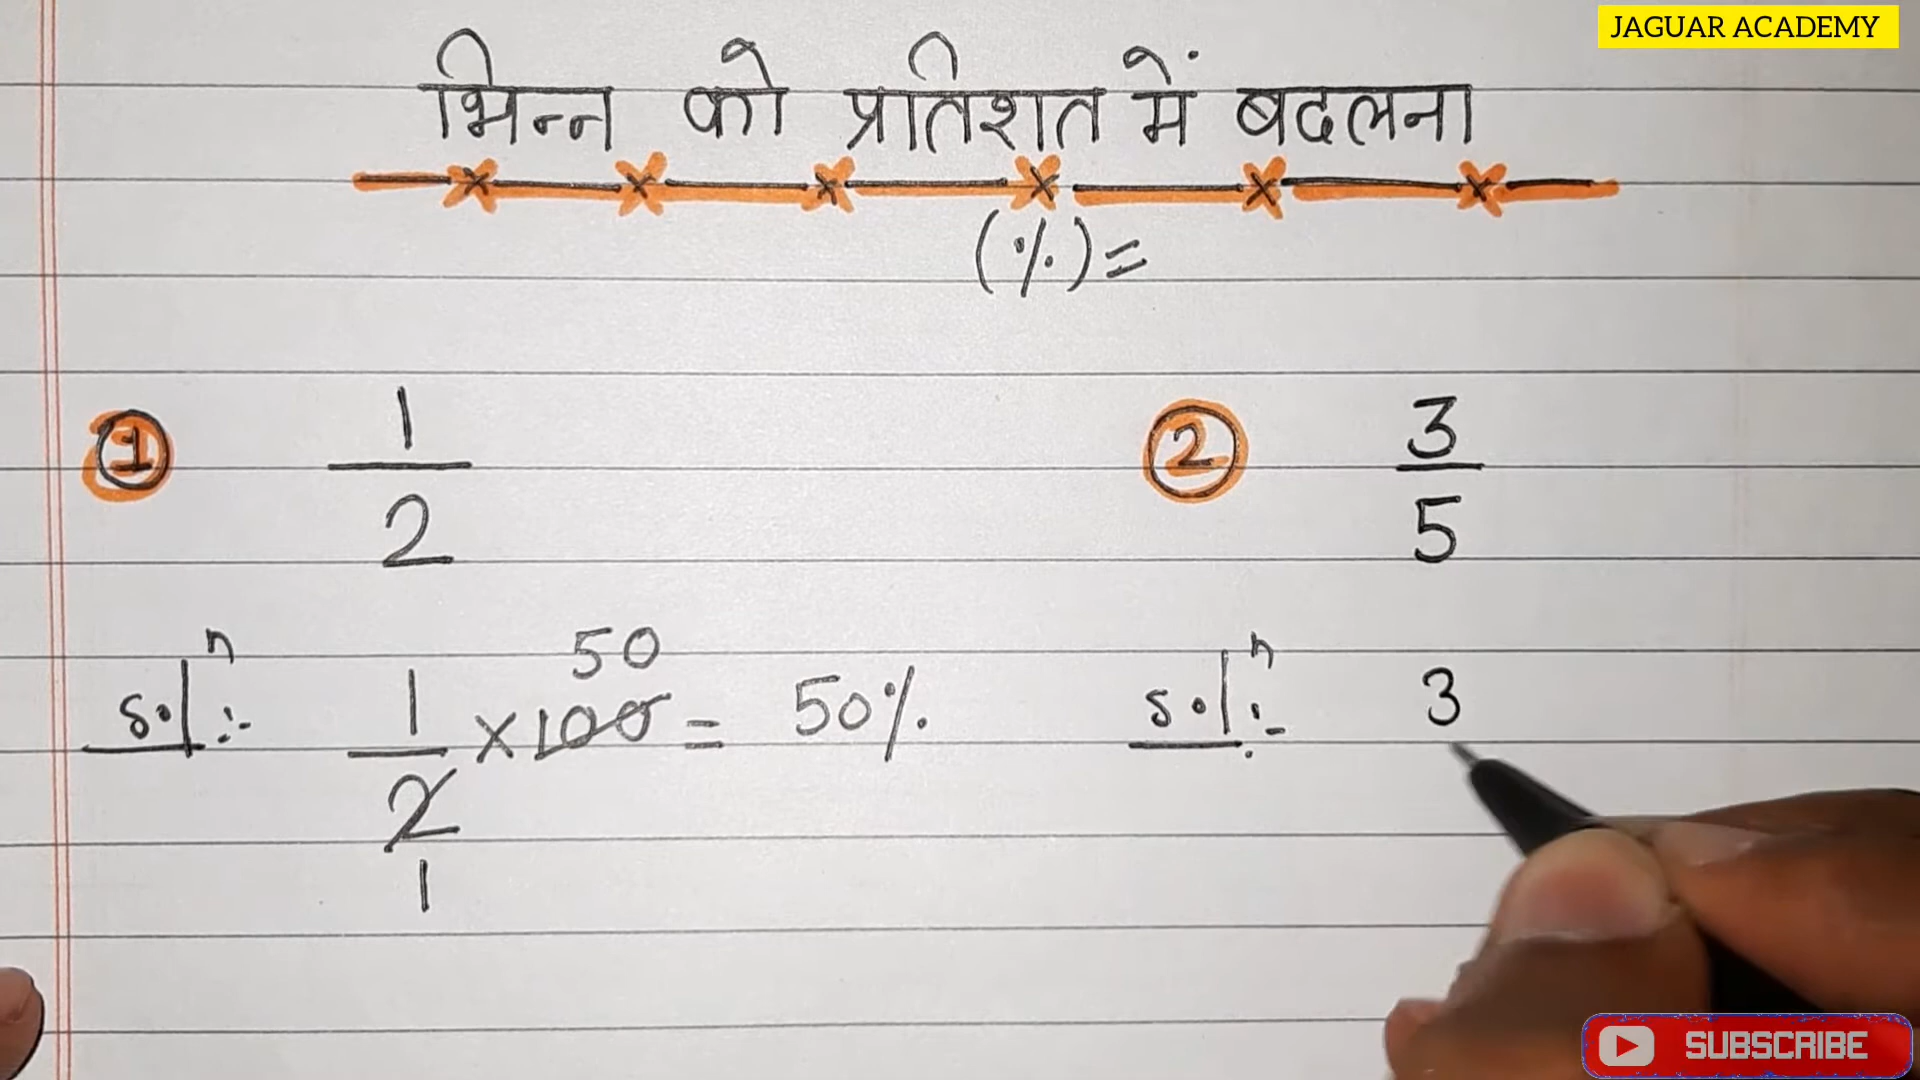 JAGUAR ACADEMY
भिन्न को प्रतिशत में बदलना
(%)=
① 1/2
② 3/5
solⁿ:- 1/2 × 100 = 50%
50
1
solⁿ:- 3
SUBSCRIBE